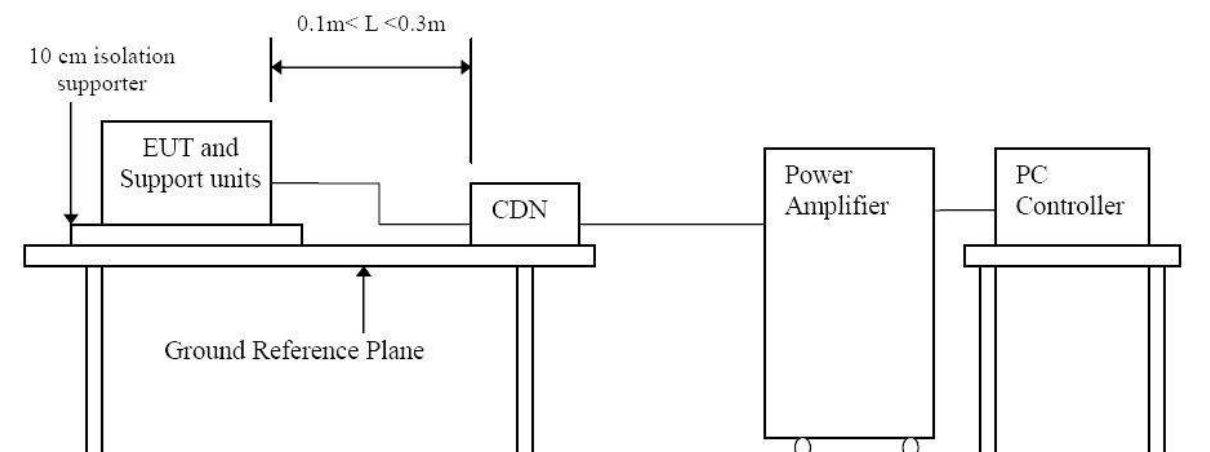 0.1m< L <0.3m
10 cm isolation
supporter
EUT and
Support units
CDN
Power
Amplifier
PC
Controller
Ground Reference Plane